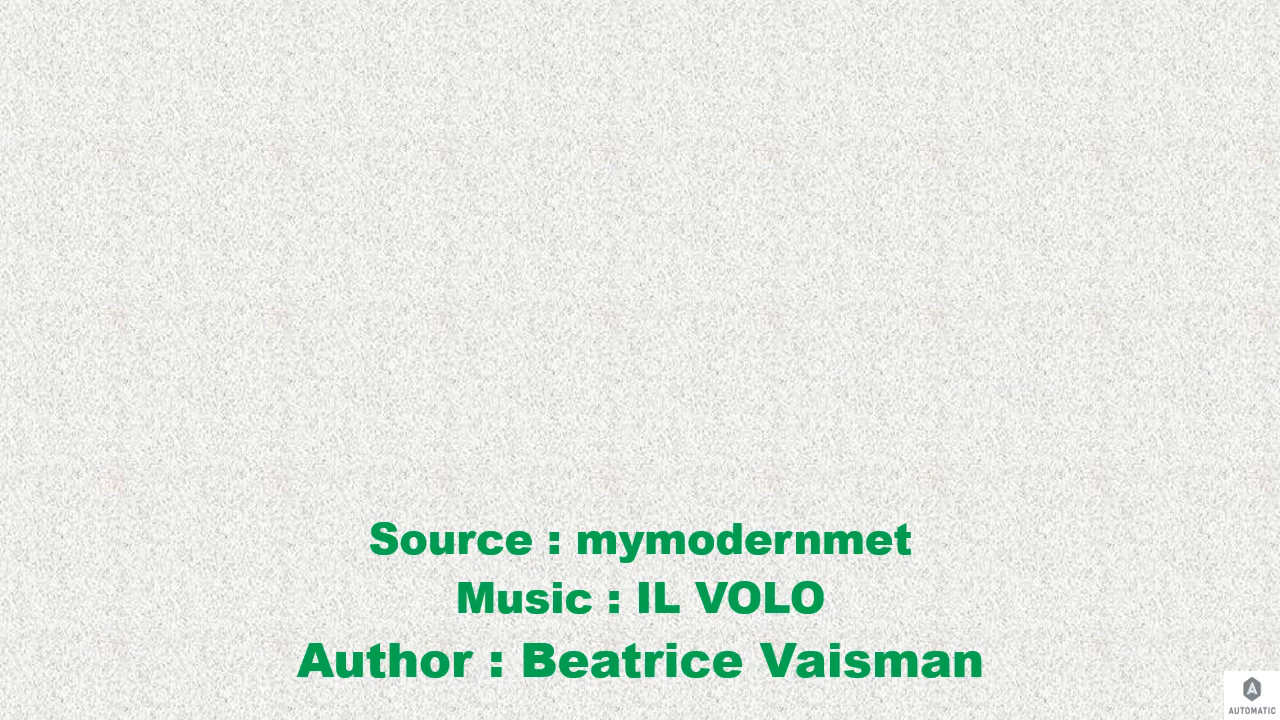 Source : mymodernmet
Music : IL VOLO
Author : Beatrice Vaisman
AUTOMATIC